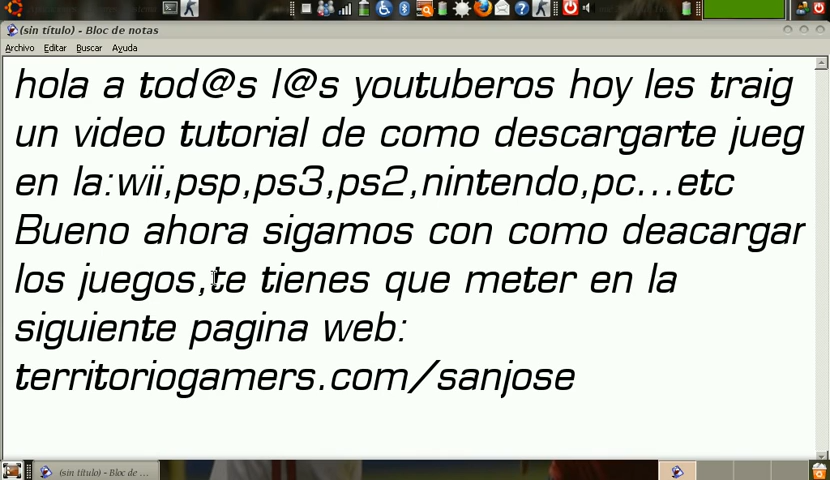 (sin título) - Bloc de notas
Archivo Editar Buscar Ayuda
hola a tod@s l@s youtuberos hoy les traig
un video tutorial de como descargarte jueg
en la:wii,psp,ps3,ps2,nintendo,pc...etc
Bueno ahora sigamos con como deacargar
los juegos,te tienes que meter en la
siguiente pagina web:
territoriogamers.com/sanjose
(sin título) - Bloc de ...